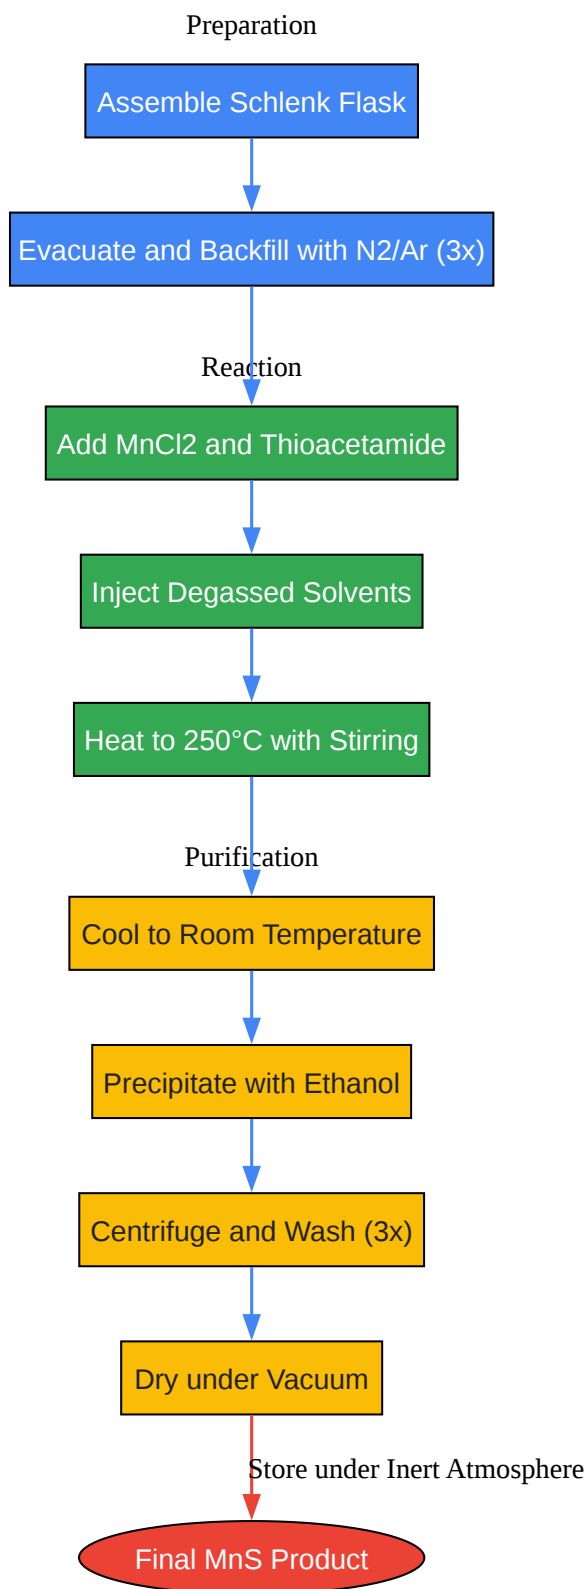 Preparation
Assemble Schlenk Flask
Evacuate and Backfill with N2/Ar (3x)
Reaction
Add MnCl2 and Thioacetamide
Inject Degassed Solvents
Heat to 250°C with Stirring
Purification
Cool to Room Temperature
Precipitate with Ethanol
Centrifuge and Wash (3x)
Dry under Vacuum
Store under Inert Atmosphere
Final MnS Product